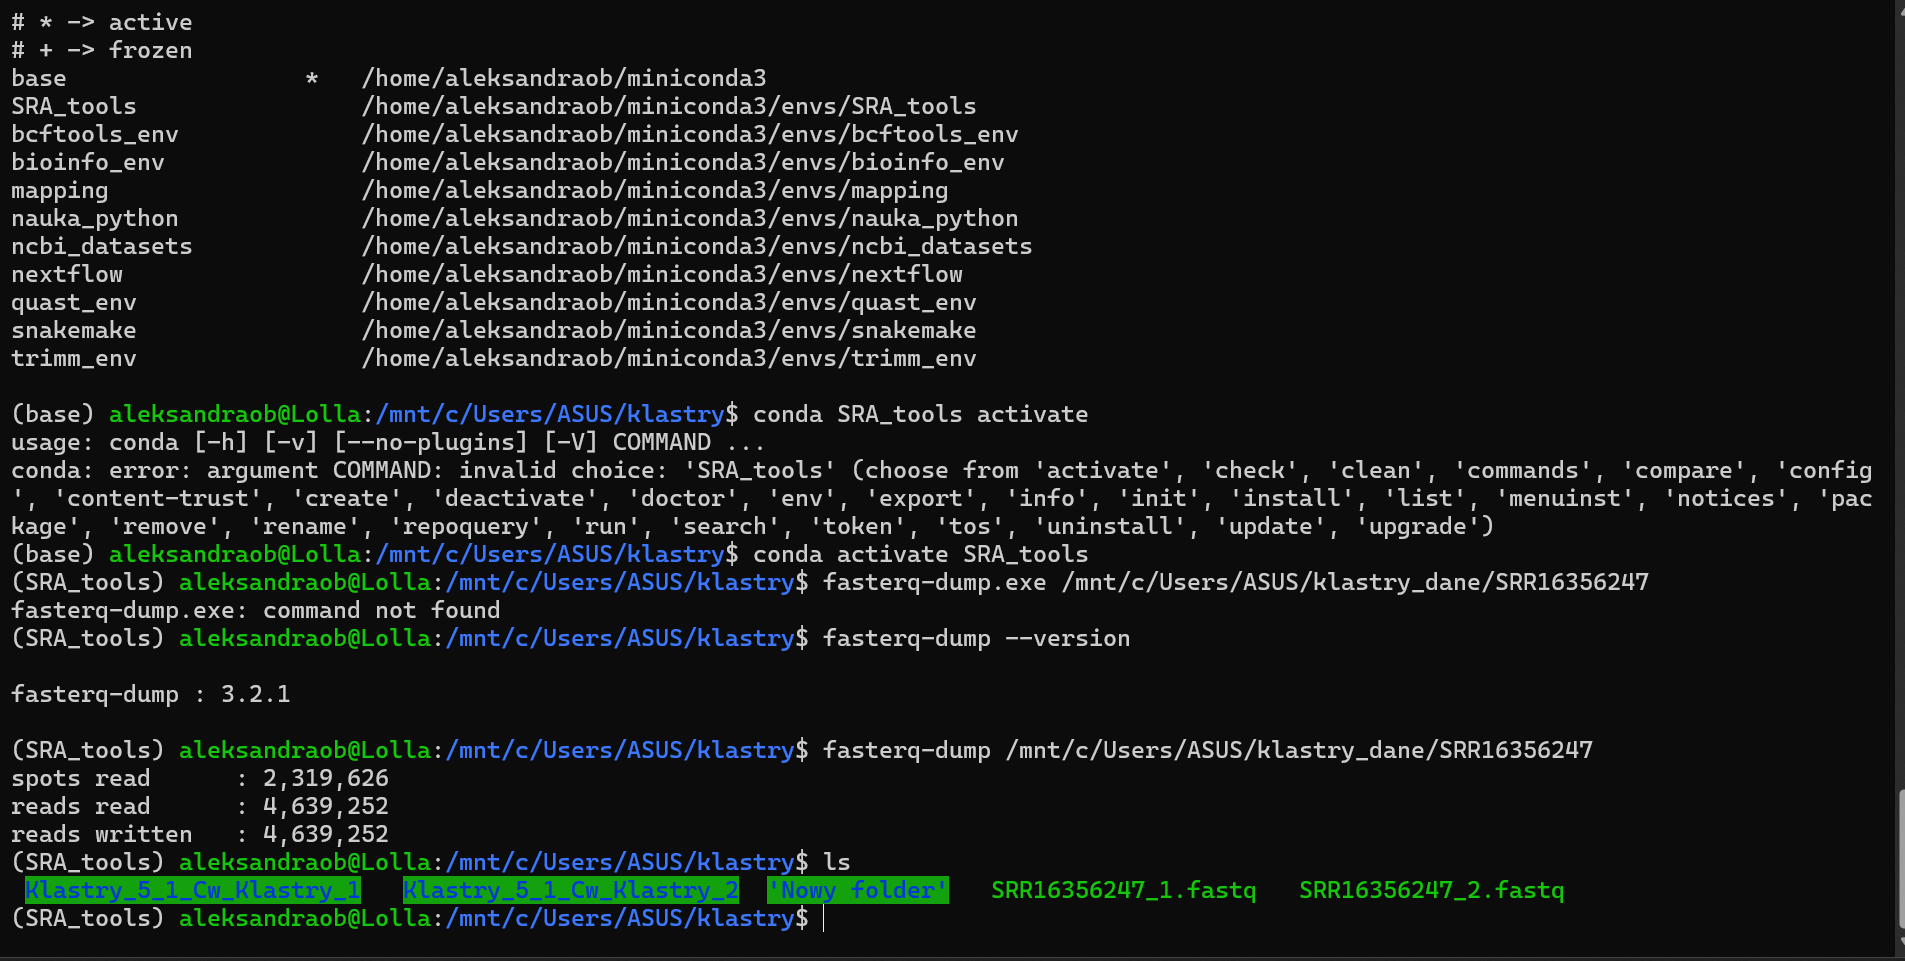 # * -> active
# + -> frozen
base                 *   /home/aleksandraob/miniconda3
SRA_tools                /home/aleksandraob/miniconda3/envs/SRA_tools
bcftools_env             /home/aleksandraob/miniconda3/envs/bcftools_env
bioinfo_env              /home/aleksandraob/miniconda3/envs/bioinfo_env
mapping                  /home/aleksandraob/miniconda3/envs/mapping
nauka_python             /home/aleksandraob/miniconda3/envs/nauka_python
ncbi_datasets            /home/aleksandraob/miniconda3/envs/ncbi_datasets
nextflow                 /home/aleksandraob/miniconda3/envs/nextflow
quast_env                /home/aleksandraob/miniconda3/envs/quast_env
snakemake                /home/aleksandraob/miniconda3/envs/snakemake
trimm_env                /home/aleksandraob/miniconda3/envs/trimm_env

(base) aleksandraob@Lolla:/mnt/c/Users/ASUS/klastry$ conda SRA_tools activate
usage: conda [-h] [-v] [--no-plugins] [-V] COMMAND ...
conda: error: argument COMMAND: invalid choice: 'SRA_tools' (choose from 'activate', 'check', 'clean', 'commands', 'compare', 'config
', 'content-trust', 'create', 'deactivate', 'doctor', 'env', 'export', 'info', 'init', 'install', 'list', 'menuinst', 'notices', 'pac
kage', 'remove', 'rename', 'repoquery', 'run', 'search', 'token', 'tos', 'uninstall', 'update', 'upgrade')
(base) aleksandraob@Lolla:/mnt/c/Users/ASUS/klastry$ conda activate SRA_tools
(SRA_tools) aleksandraob@Lolla:/mnt/c/Users/ASUS/klastry$ fasterq-dump.exe /mnt/c/Users/ASUS/klastry_dane/SRR16356247
fasterq-dump.exe: command not found
(SRA_tools) aleksandraob@Lolla:/mnt/c/Users/ASUS/klastry$ fasterq-dump --version

fasterq-dump : 3.2.1

(SRA_tools) aleksandraob@Lolla:/mnt/c/Users/ASUS/klastry$ fasterq-dump /mnt/c/Users/ASUS/klastry_dane/SRR16356247
spots read      : 2,319,626
reads read      : 4,639,252
reads written   : 4,639,252
(SRA_tools) aleksandraob@Lolla:/mnt/c/Users/ASUS/klastry$ ls
 Klastry_5_1_Cw_Klastry_1   Klastry_5_1_Cw_Klastry_2  'Nowy folder'   SRR16356247_1.fastq   SRR16356247_2.fastq
(SRA_tools) aleksandraob@Lolla:/mnt/c/Users/ASUS/klastry$